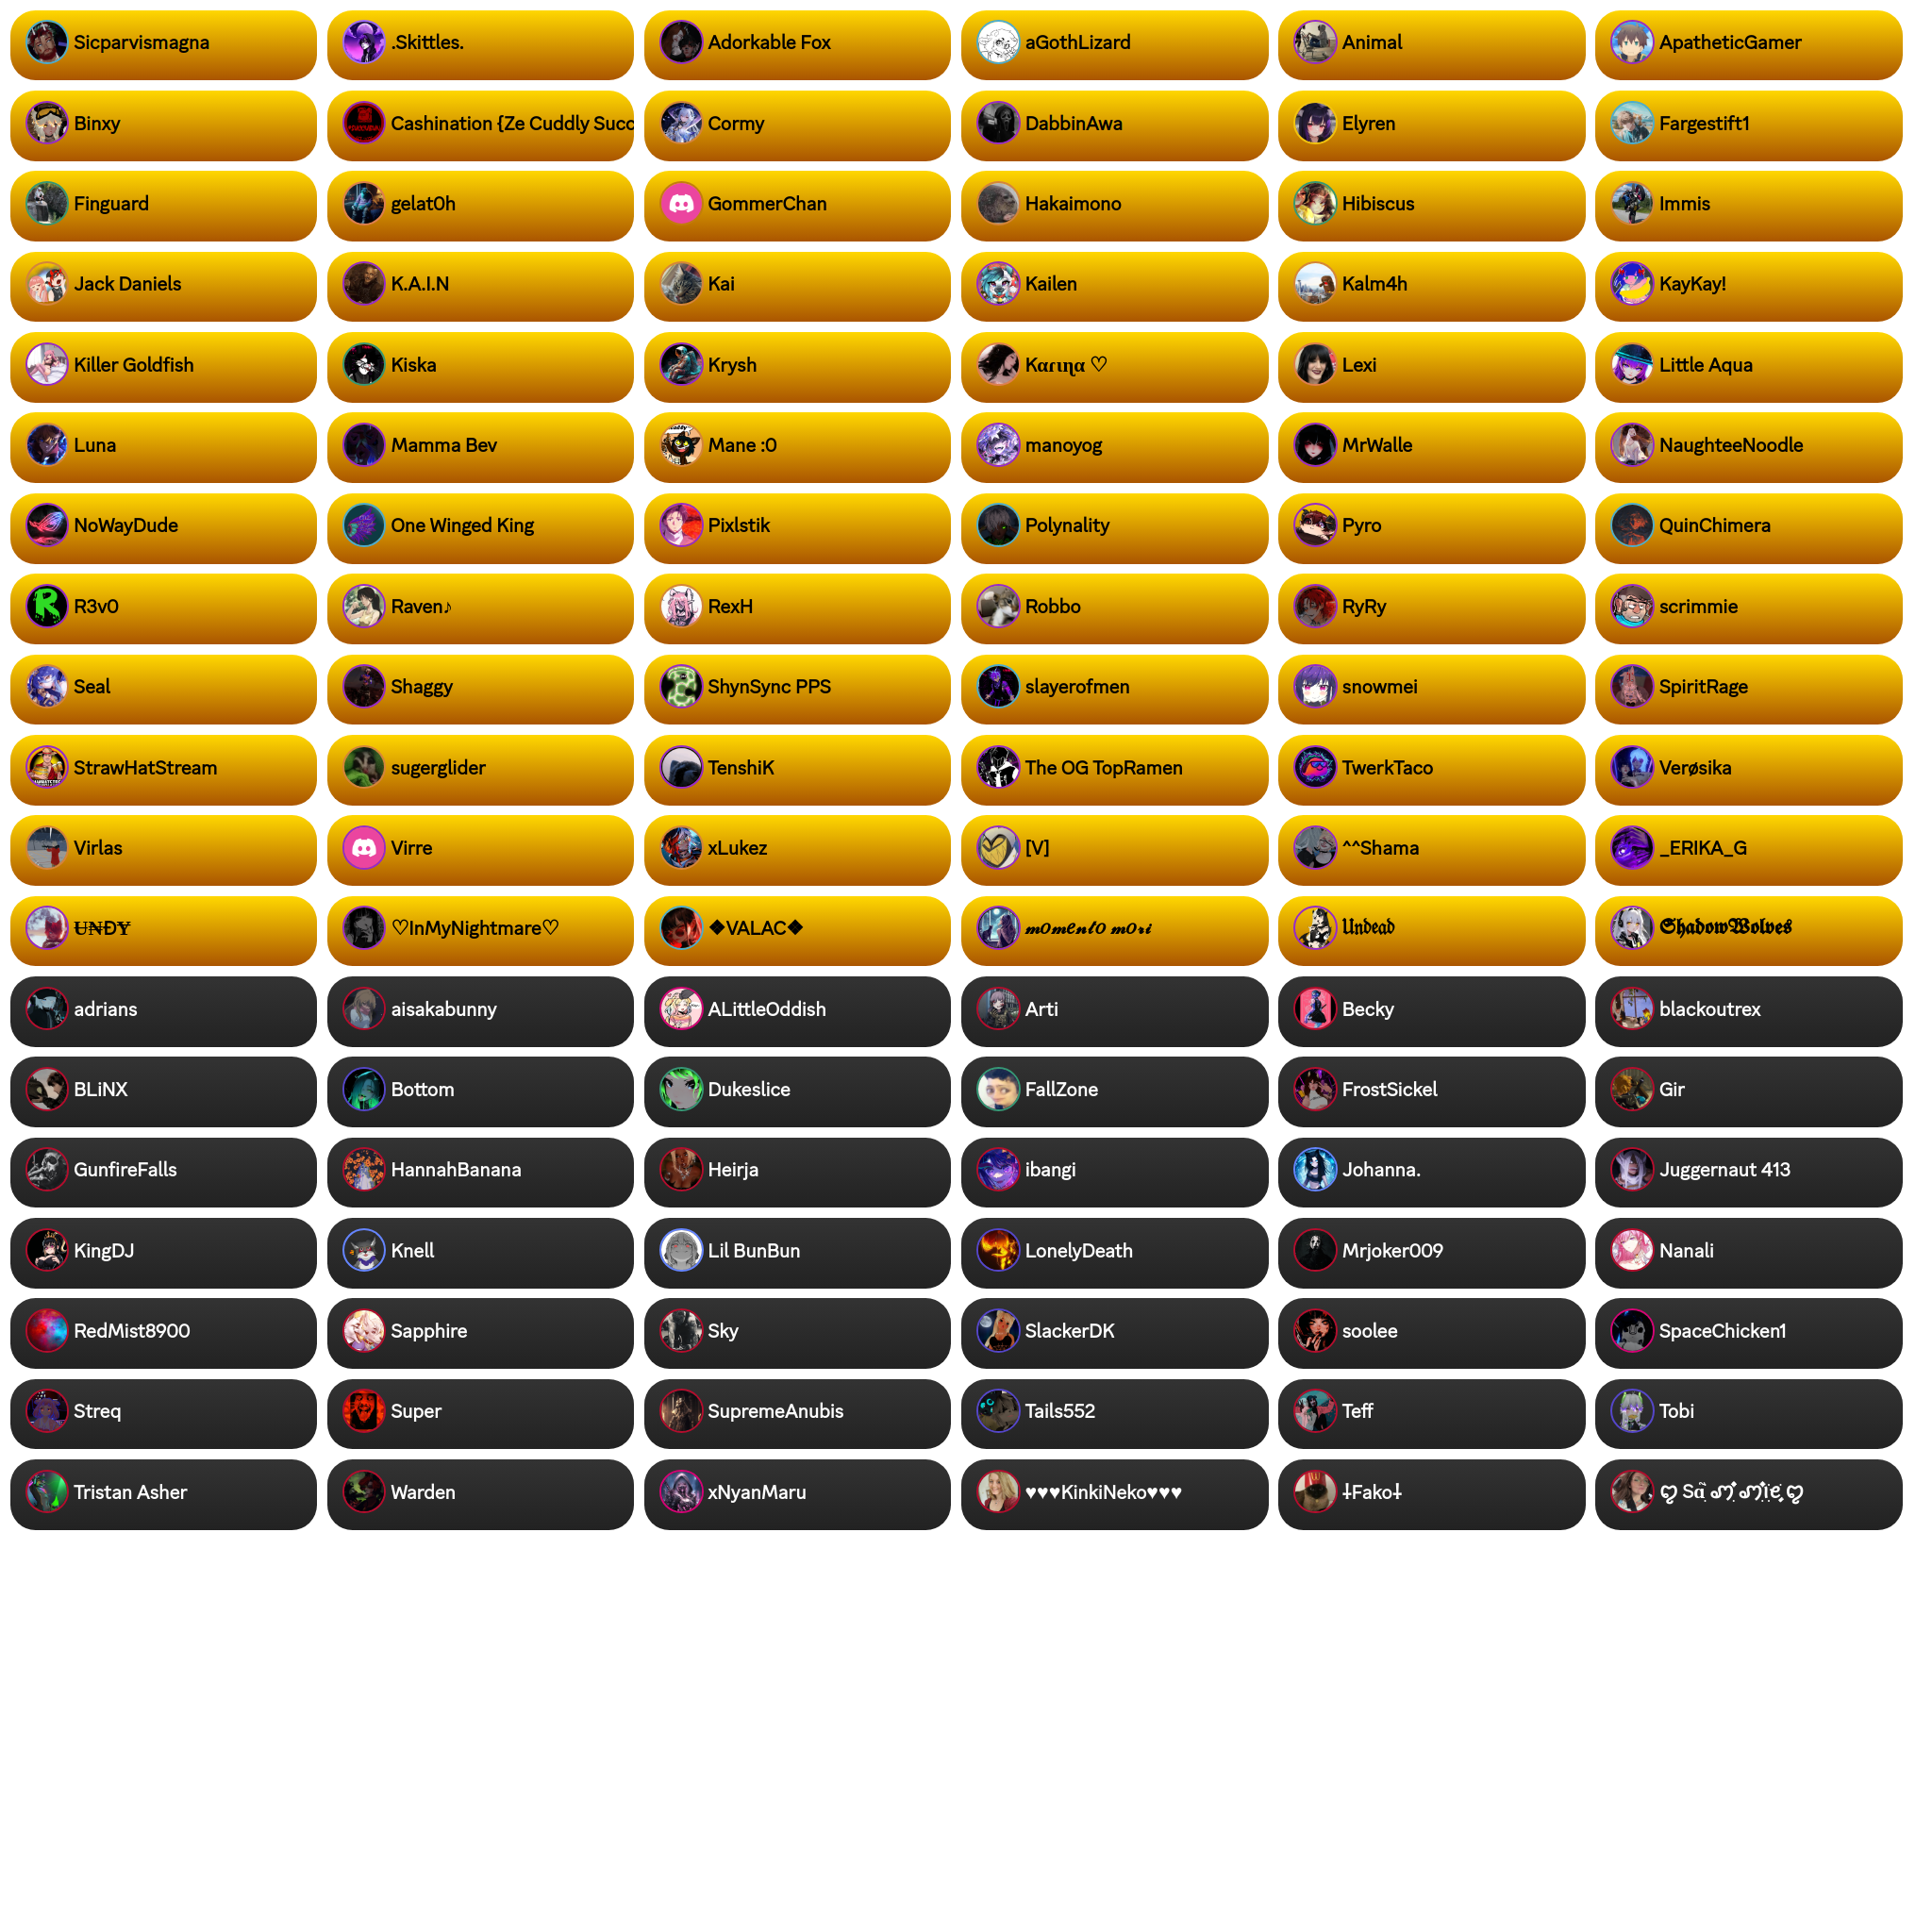 Sicparvismagna
.Skittles.
Adorkable Fox
aGothLizard
Animal
ApatheticGamer
Binxy
Cashination {Ze Cuddly Succ
Cormy
DabbinAwa
Elyren
Fargestift1
Finguard
gelat0h
GommerChan
Hakaimono
Hibiscus
Immis
Jack Daniels
K.A.I.N
Kai
Kailen
Kalm4h
KayKay!
Killer Goldfish
Kiska
Krysh
Kαɾιηα ♡
Lexi
Little Aqua
Luna
Mamma Bev
Mane :0
manoyog
MrWalle
NaughteeNoodle
NoWayDude
One Winged King
Pixlstik
Polynality
Pyro
QuinChimera
R3v0
Raven♪
RexH
Robbo
RyRy
scrimmie
Seal
Shaggy
ShynSync PPS
slayerofmen
snowmei
SpiritRage
StrawHatStream
sugerglider
TenshiK
The OG TopRamen
TwerkTaco
Verøsika
Virlas
Virre
xLukez
[V]
^^Shama
_ERIKA_G
U̶₦ĐɎ
♡InMyNightmare♡
❖VALAC❖
𝓶𝓸𝓶𝓮𝓷𝓽𝓸 𝓶𝓸𝓻𝓲
𝔘𝔫𝔡𝔢𝔞𝔡
𝕾𝖍𝖆𝖉𝖔𝖜𝖂𝖔𝖑𝖛𝖊𝖘
adrians
aisakabunny
ALittleOddish
Arti
Becky
blackoutrex
BLiNX
Bottom
Dukeslice
FallZone
FrostSickel
Gir
GunfireFalls
HannahBanana
Heirja
ibangi
Johanna.
Juggernaut 413
KingDJ
Knell
Lil BunBun
LonelyDeath
Mrjoker009
Nanali
RedMist8900
Sapphire
Sky
SlackerDK
soolee
SpaceChicken1
Streq
Super
SupremeAnubis
Tails552
Teff
Tobi
Tristan Asher
Warden
xNyanMaru
♥♥♥KinkiNeko♥♥♥
⸸Fako⸸